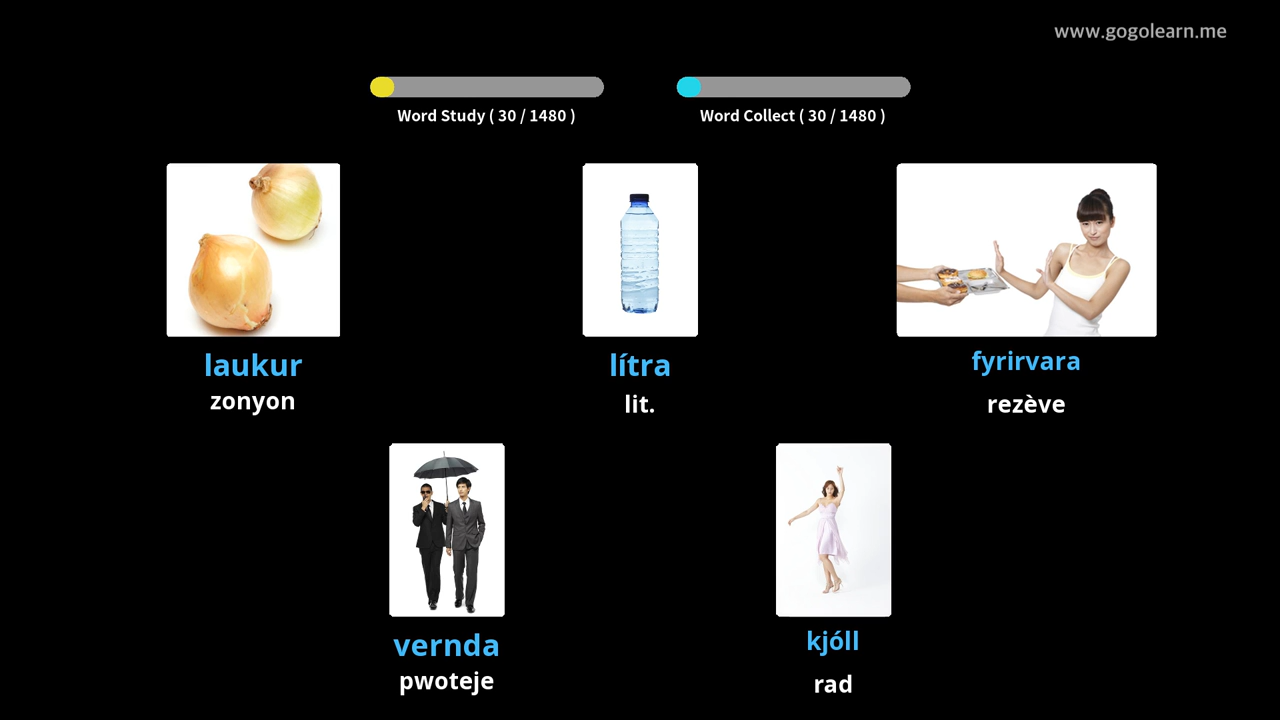 www.gogolearn.me
Word Study ( 30 / 1480 )
Word Collect ( 30 / 1480 )
laukur
zonyon
lítra
lit.
fyrirvara
rezève
vernda
pwoteje
kjóll
rad